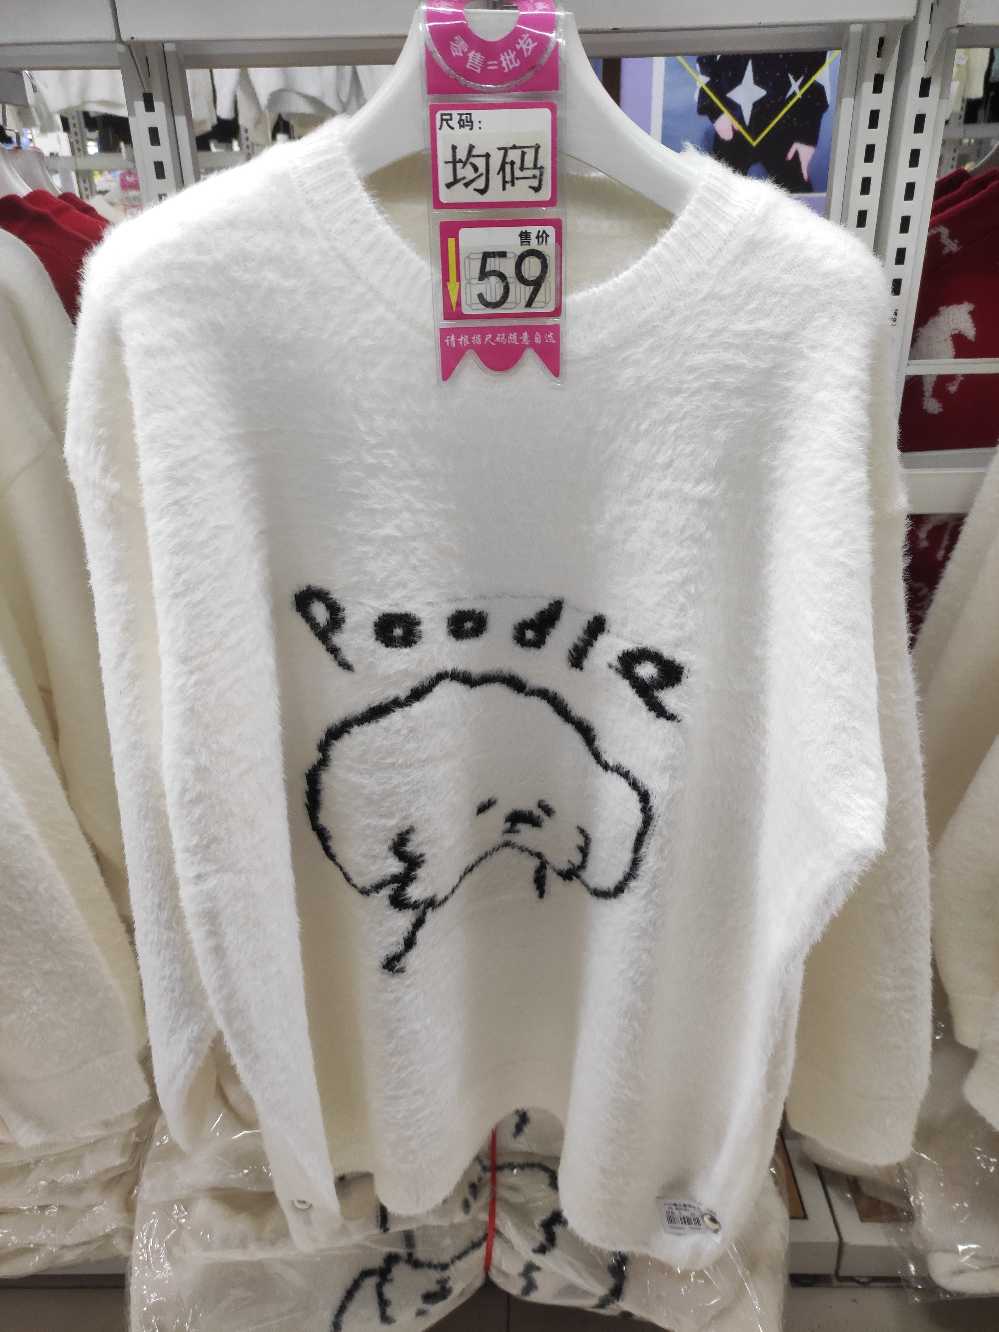 零售=批发
尺码:
均码
售价
59
请根据尺码随意自选
Poodle